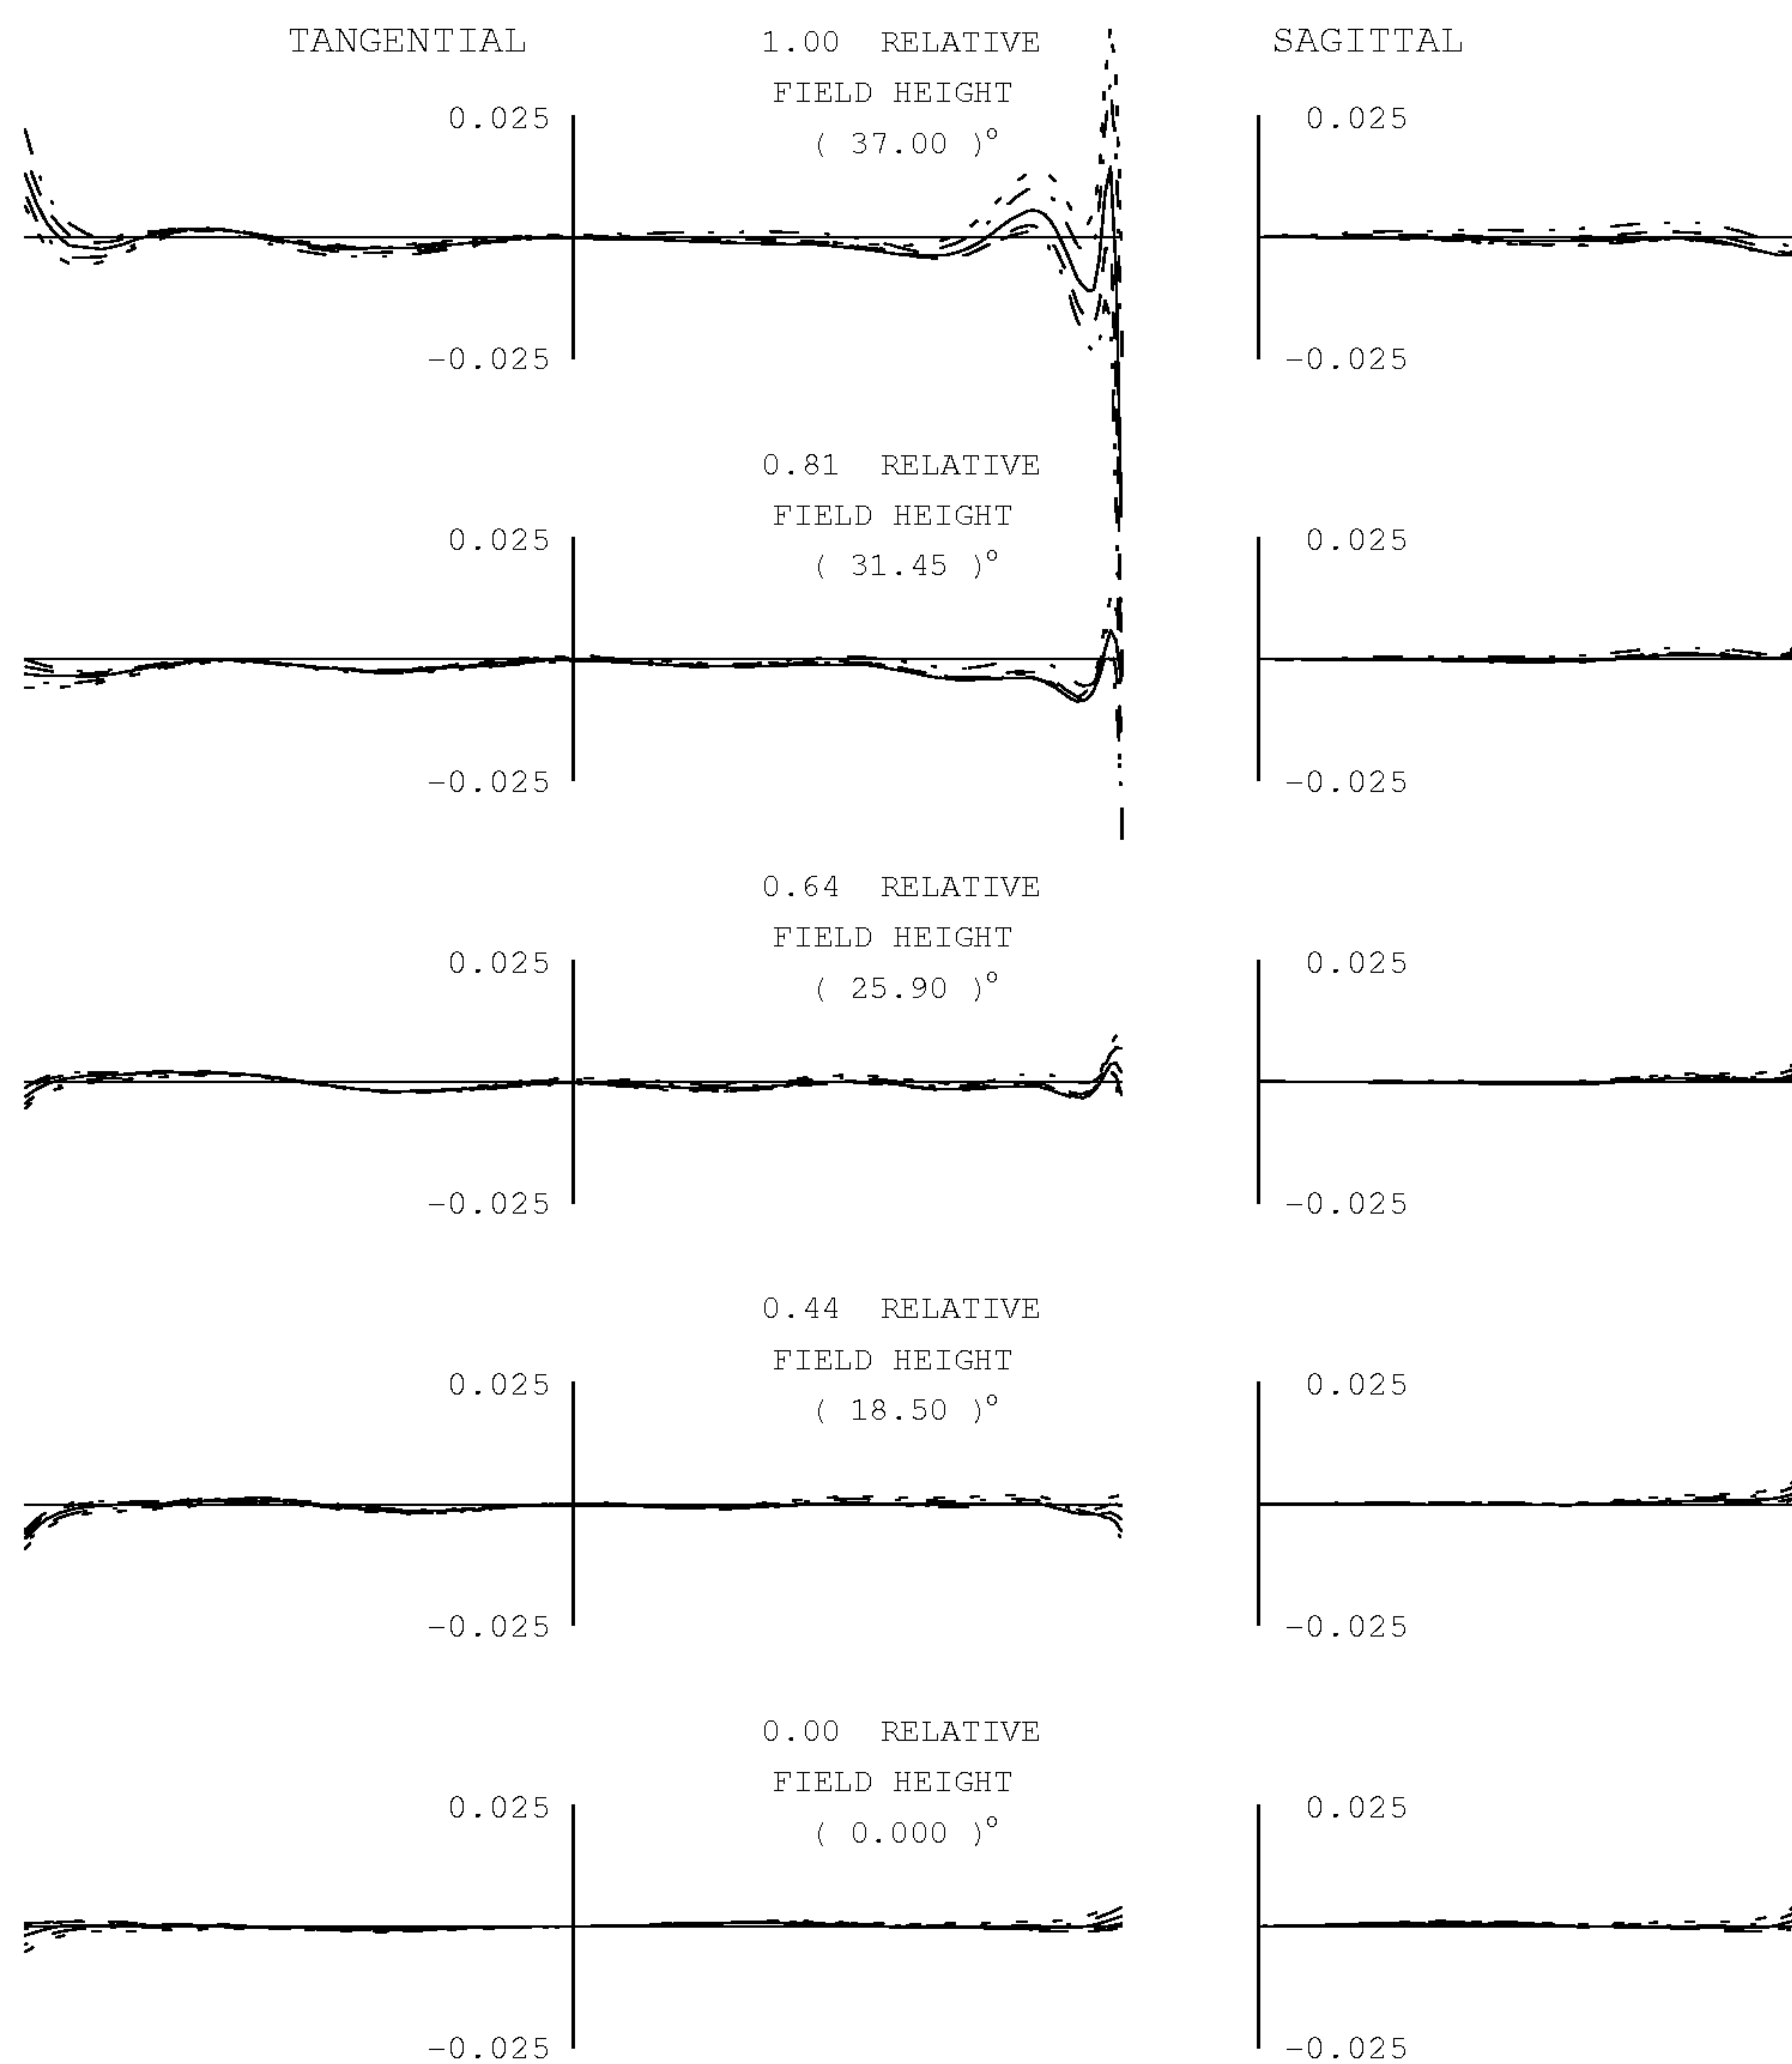 TANGENTIAL 1.00 RELATIVE SAGITTAL
FIELD HEIGHT
0.025 0.025
( 37.00 )°
-0.025 -0.025
0.81 RELATIVE
FIELD HEIGHT
0.025 0.025
( 31.45 )°
-0.025 -0.025
0.64 RELATIVE
FIELD HEIGHT
0.025 0.025
( 25.90 )°
-0.025 -0.025
0.44 RELATIVE
FIELD HEIGHT
0.025 0.025
( 18.50 )°
-0.025 -0.025
0.00 RELATIVE
FIELD HEIGHT
0.025 0.025
( 0.000 )°
-0.025 -0.025